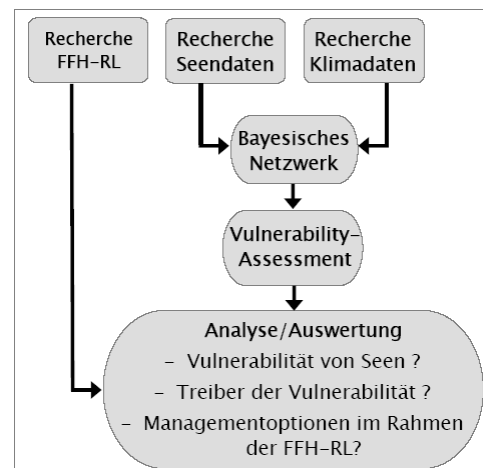 Recherche
FFH-RL
Recherche
Seendaten
Recherche
Klimadaten
Bayesisches
Netzwerk
Vulnerability-
Assessment
Analyse/Auswertung
- Vulnerabilität von Seen ?
- Treiber der Vulnerabilität ?
- Managementoptionen im Rahmen
der FFH-RL?